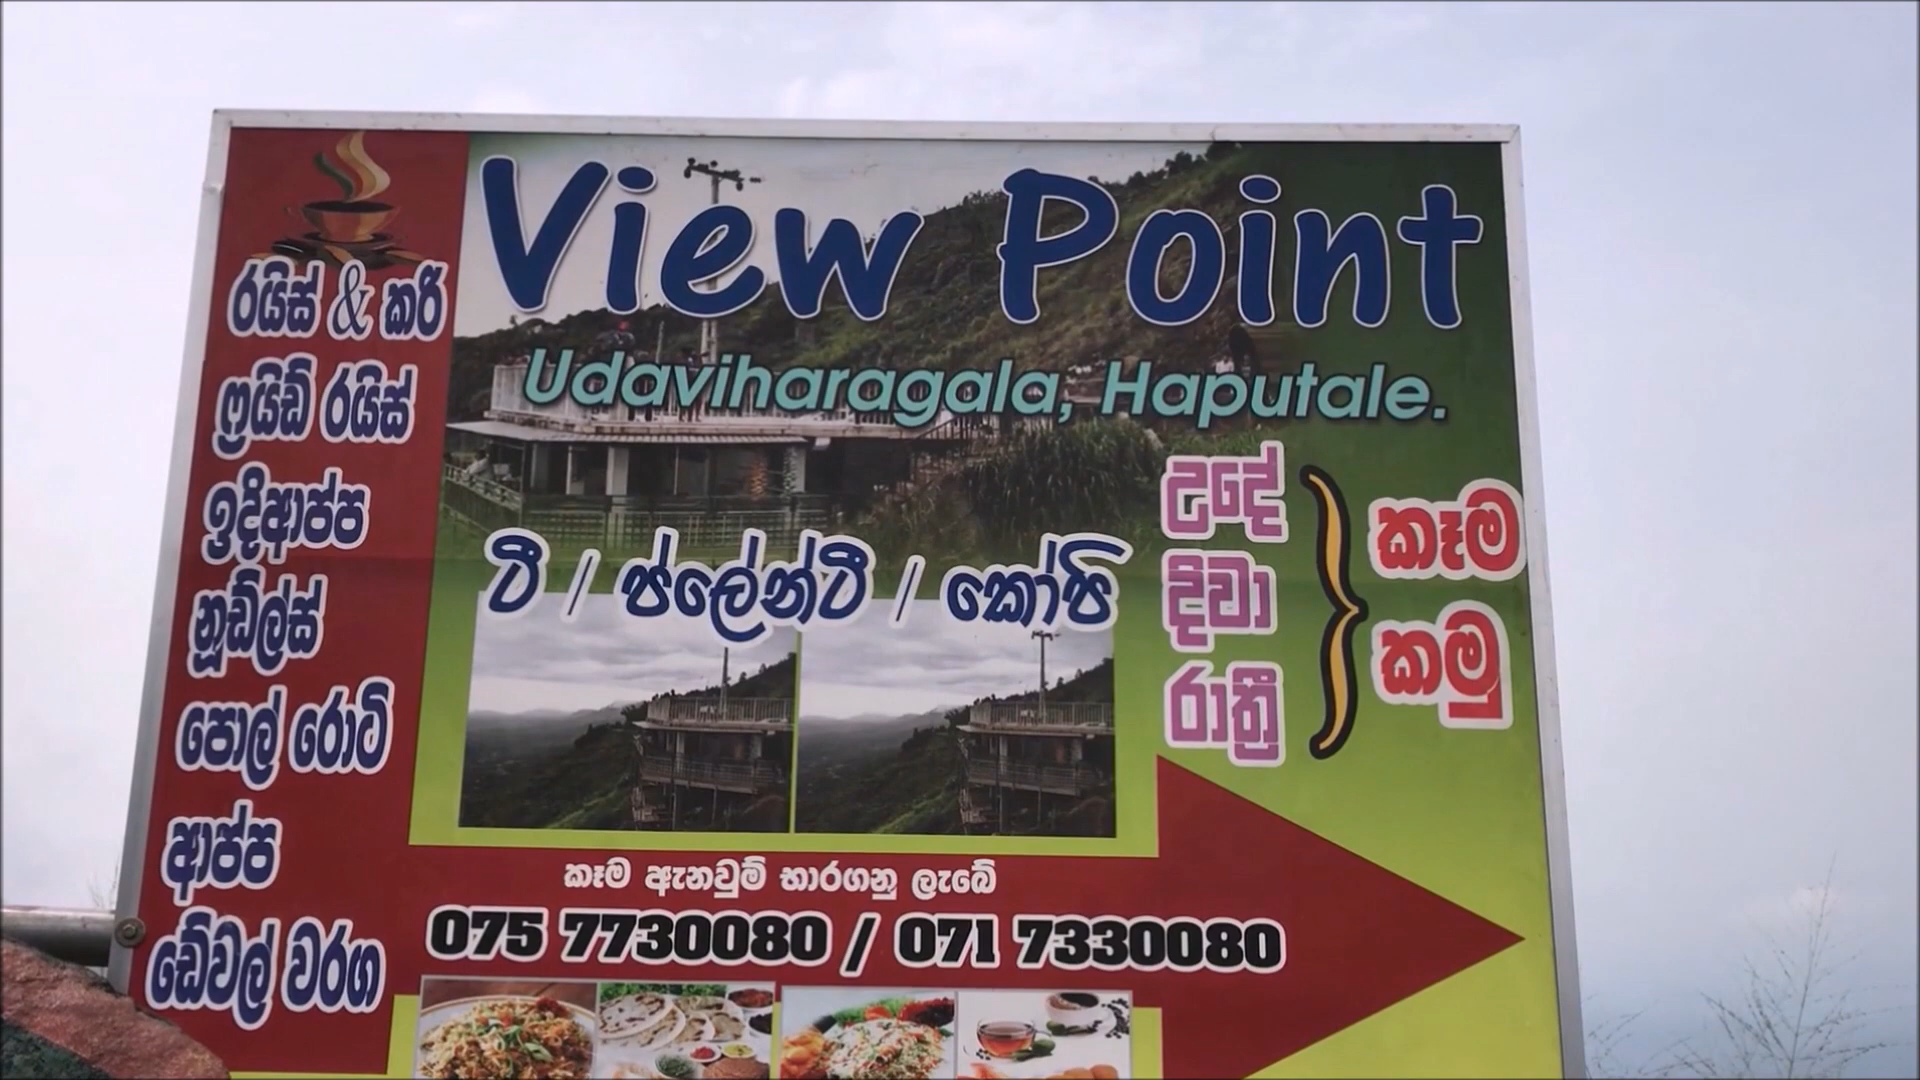 View Point
Udaviharagala, Haputale.
රයිස් & කරි
ෆ්‍රයිඩ් රයිස්
ඉදිආප්ප
නූඩ්ල්ස්
පොල් රොටි
ආප්ප
ඩේවල් වරග
ටී / ප්ලේන්ටී / කෝපි
උදේ
දිවා
රාත්‍රී
කෑම
කමු
කෑම ඇනවුම් භාරගනු ලැබේ
075 7730080 / 071 7330080